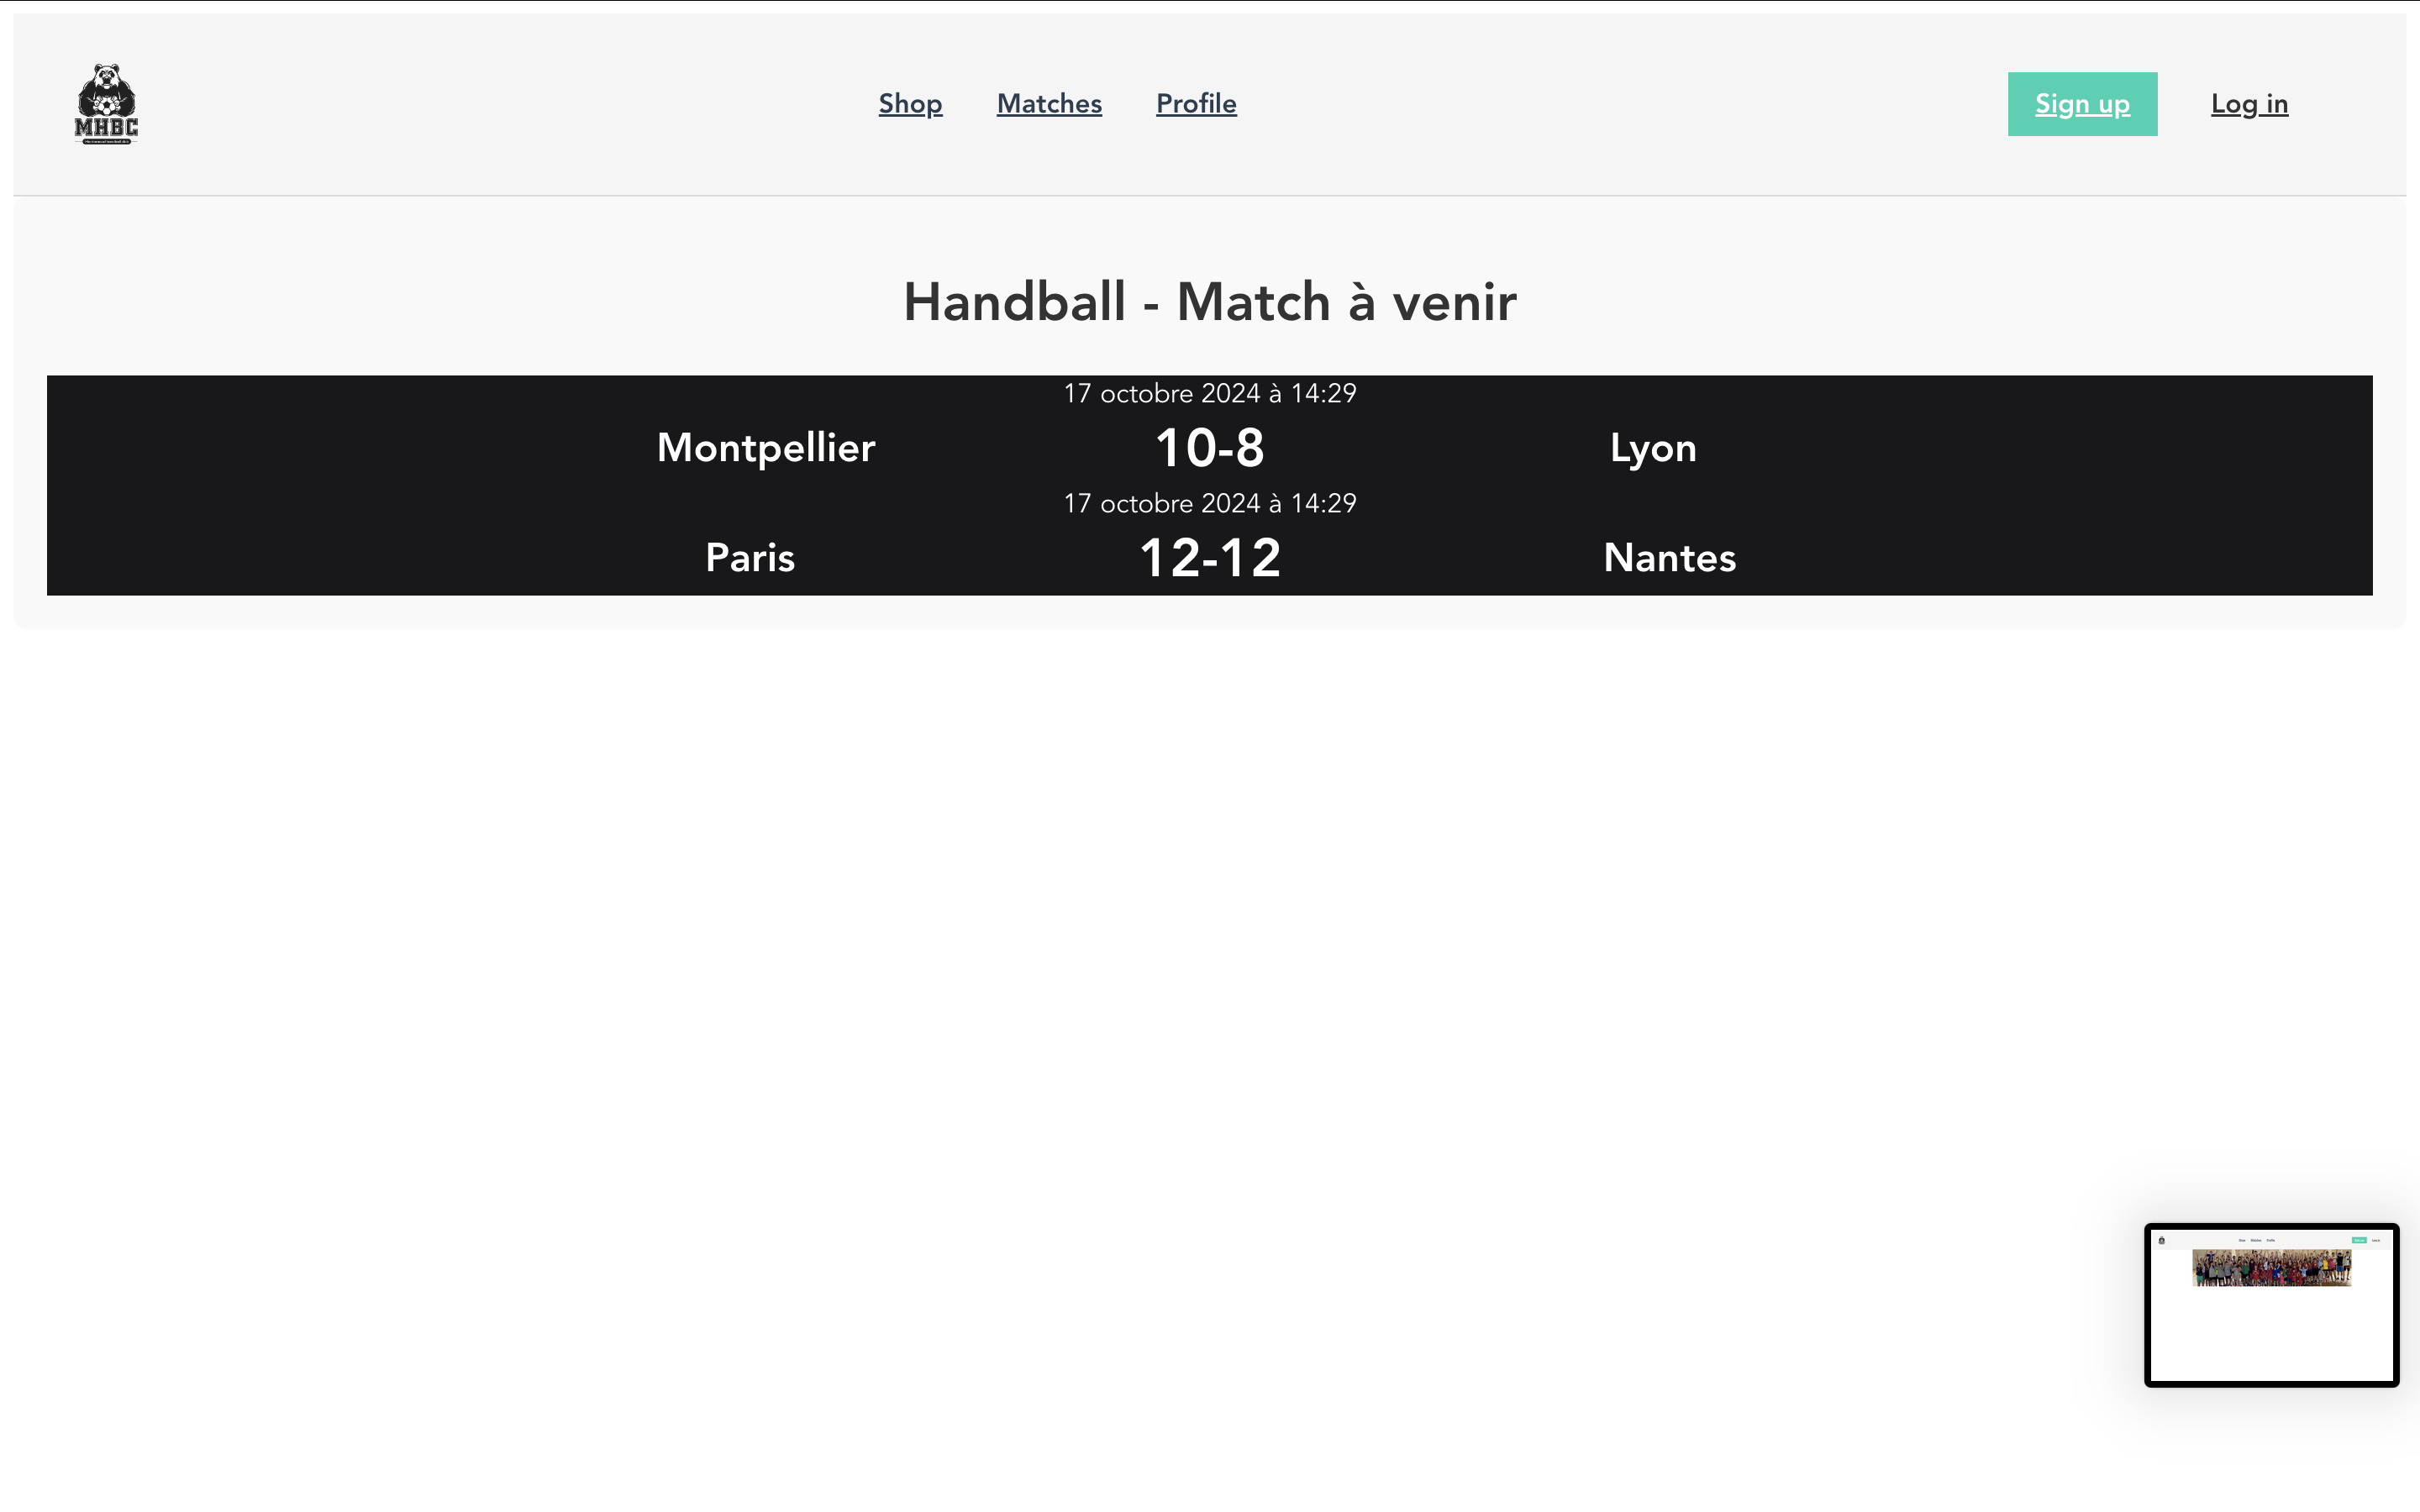 MHBC
Shop Matches Profile
Sign up Log in
Handball - Match à venir
17 octobre 2024 à 14:29
Montpellier 10-8 Lyon
17 octobre 2024 à 14:29
Paris 12-12 Nantes